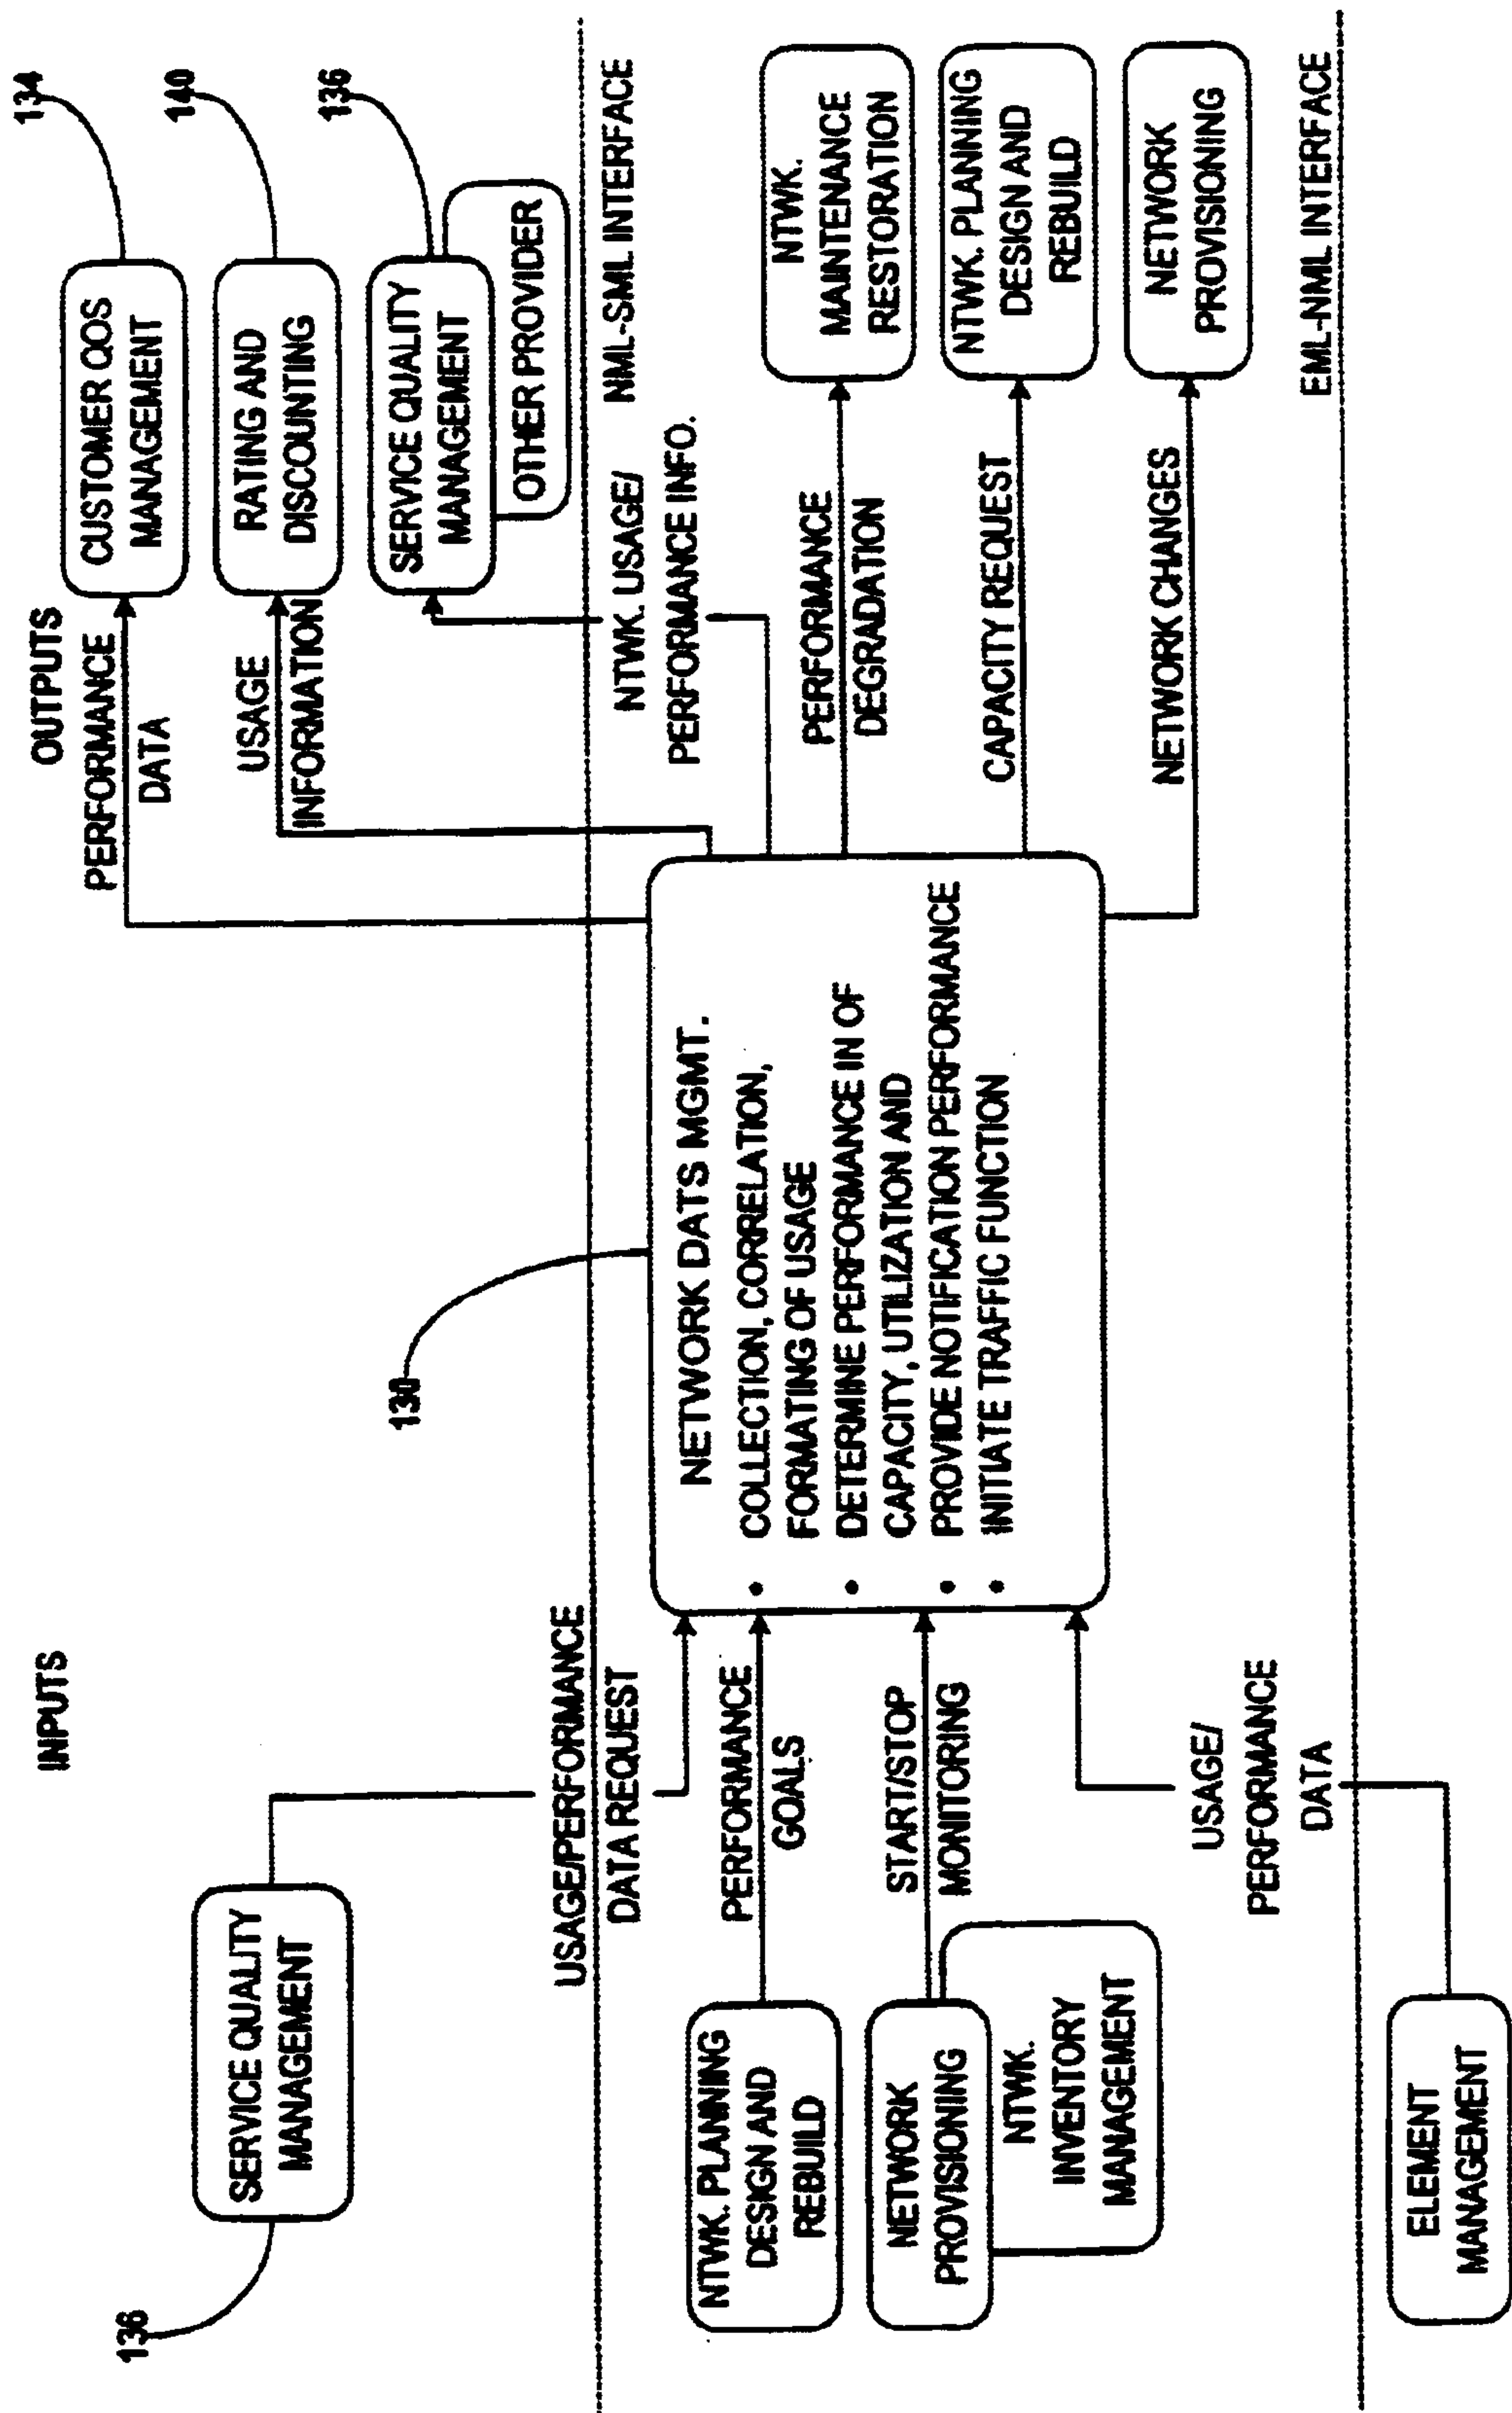 INPUTS
136
SERVICE QUALITY
MANAGEMENT
USAGE/PERFORMANCE
DATA REQUEST
NTWK. PLANNING
DESIGN AND
REBUILD
PERFORMANCE
GOALS
NETWORK
PROVISIONING
NTWK.
INVENTORY
MANAGEMENT
START/STOP
MONITORING
USAGE/
PERFORMANCE
DATA
ELEMENT
MANAGEMENT
130
NETWORK DATS MGMT.
• COLLECTION, CORRELATION,
FORMATING OF USAGE
• DETERMINE PERFORMANCE IN OF
CAPACITY, UTILIZATION AND
• PROVIDE NOTIFICATION PERFORMANCE
• INITIATE TRAFFIC FUNCTION
OUTPUTS
PERFORMANCE
DATA
CUSTOMER QOS
MANAGEMENT
134
USAGE
INFORMATION
RATING AND
DISCOUNTING
140
SERVICE QUALITY
MANAGEMENT
136
OTHER PROVIDER
NML-SML INTERFACE
NTWK. USAGE/
PERFORMANCE INFO.
PERFORMANCE
DEGRADATION
NTWK.
MAINTENANCE
RESTORATION
CAPACITY REQUEST
NTWK. PLANNING
DESIGN AND
REBUILD
NETWORK CHANGES
NETWORK
PROVISIONING
EML-NML INTERFACE